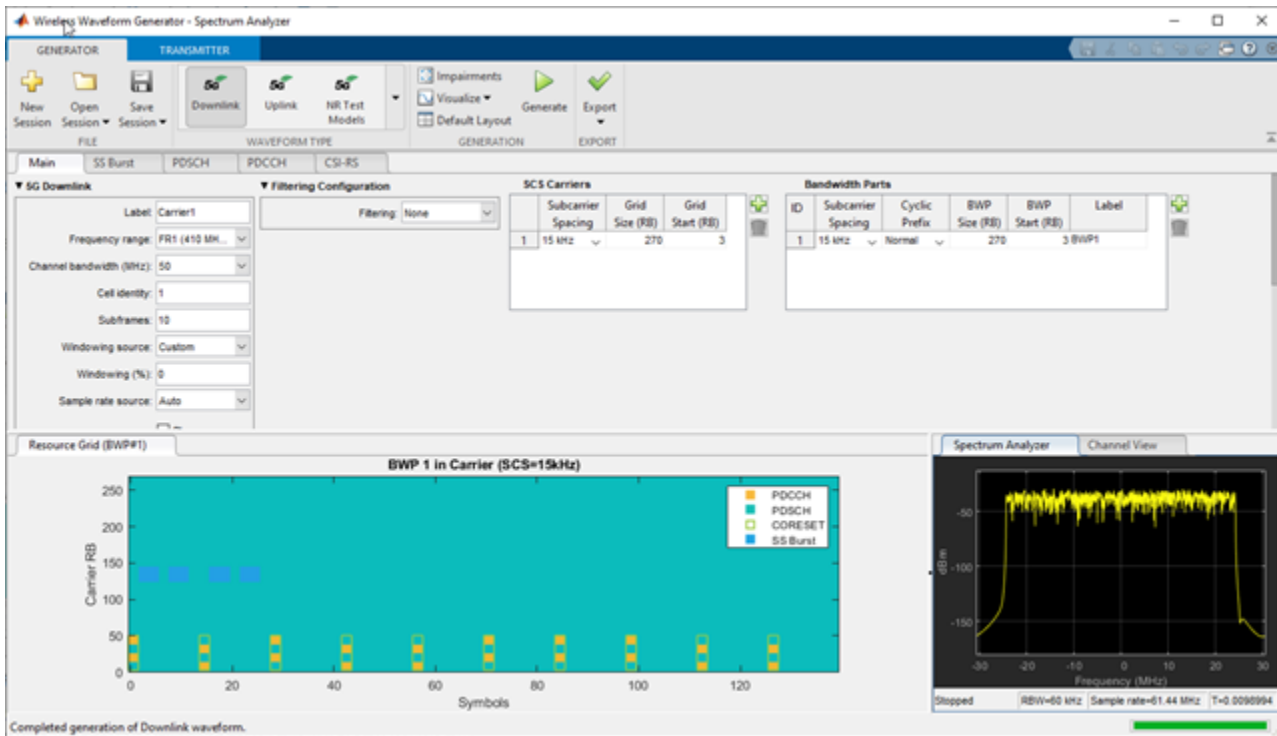 Wireless Waveform Generator - Spectrum Analyzer
GENERATOR TRANSMITTER
New Session
Open Session
Save Session
FILE
5G Downlink
5G Uplink
5G NR Test Models
WAVEFORM TYPE
Impairments
Visualize
Default Layout
Generate
GENERATION
Export
EXPORT
Main SS Burst PDSCH PDCCH CSI-RS
5G Downlink
Label: Carrier1
Frequency range: FR1 (410 MH...
Channel bandwidth (MHz): 50
Cell identity: 1
Subframes: 10
Windowing source: Custom
Windowing (%): 0
Sample rate source: Auto
Filtering Configuration
Filtering: None
SCS Carriers
Subcarrier Spacing Grid Size (RB) Grid Start (RB)
1 15 kHz 270 3
Bandwidth Parts
ID Subcarrier Spacing Cyclic Prefix BWP Size (RB) BWP Start (RB) Label
1 15 kHz Normal 270 3 BWP1
Resource Grid (BWP#1)
BWP 1 in Carrier (SCS=15kHz)
Carrier RB
250
200
150
100
50
0
0 20 40 60 80 100 120
Symbols
PDCCH
PDSCH
CORESET
SS Burst
Spectrum Analyzer Channel View
dBm
-50
-100
-150
-30 -20 -10 0 10 20 30
Frequency (MHz)
Stopped RBW=60 kHz Sample rate=61.44 MHz T=0.0098994
Completed generation of Downlink waveform.